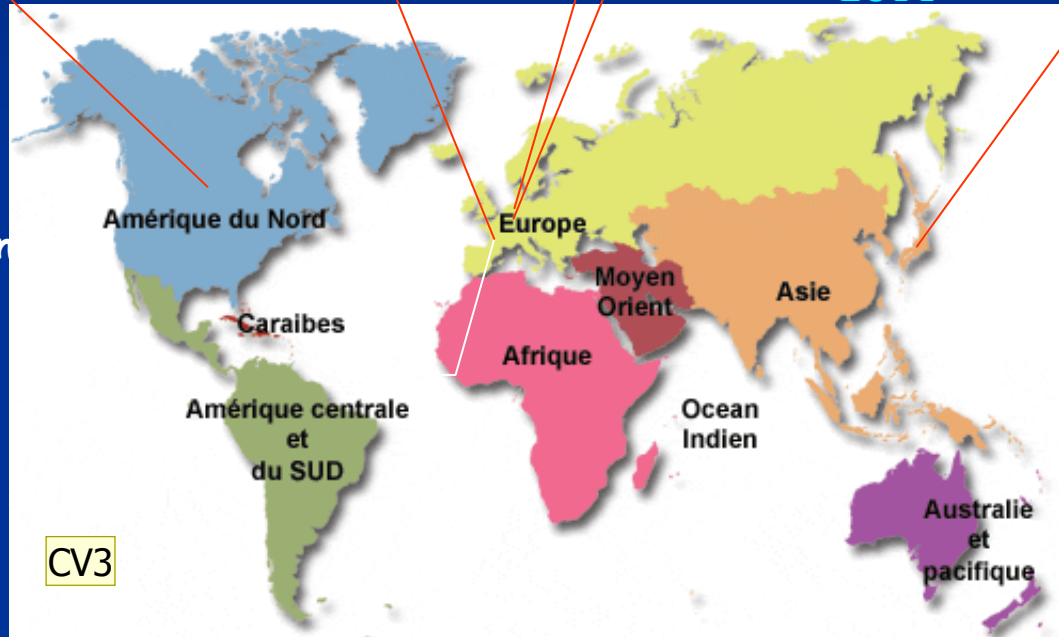 Amérique du Nord
Europe
Moyen
Orient
Asie
Caraibes
Afrique
Amérique centrale
et
du SUD
Ocean
Indien
Australie
et
pacifique
CV3